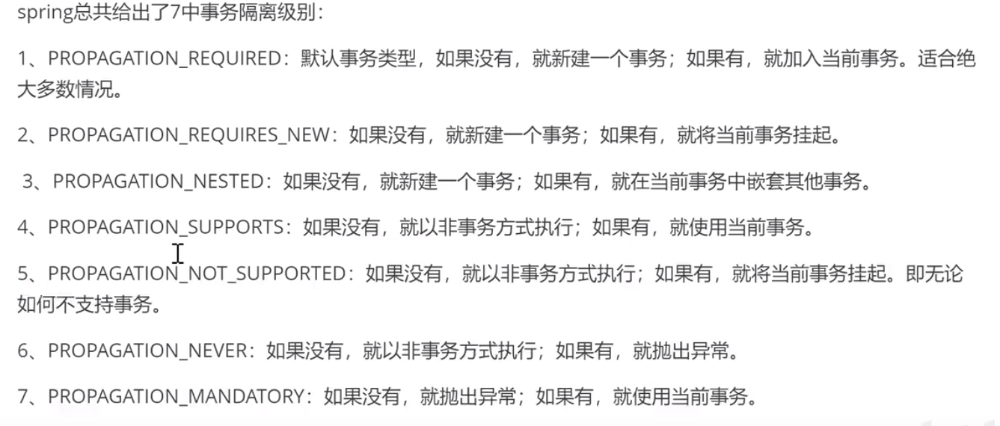 spring总共给出了7中事务隔离级别：
1、PROPAGATION_REQUIRED：默认事务类型，如果没有，就新建一个事务；如果有，就加入当前事务。适合绝
大多数情况。
2、PROPAGATION_REQUIRES_NEW：如果没有，就新建一个事务；如果有，就将当前事务挂起。
3、PROPAGATION_NESTED：如果没有，就新建一个事务；如果有，就在当前事务中嵌套其他事务。
4、PROPAGATION_SUPPORTS：如果没有，就以非事务方式执行；如果有，就使用当前事务。
5、PROPAGATION_NOT_SUPPORTED：如果没有，就以非事务方式执行；如果有，就将当前事务挂起。即无论
如何不支持事务。
6、PROPAGATION_NEVER：如果没有，就以非事务方式执行；如果有，就抛出异常。
7、PROPAGATION_MANDATORY：如果没有，就抛出异常；如果有，就使用当前事务。